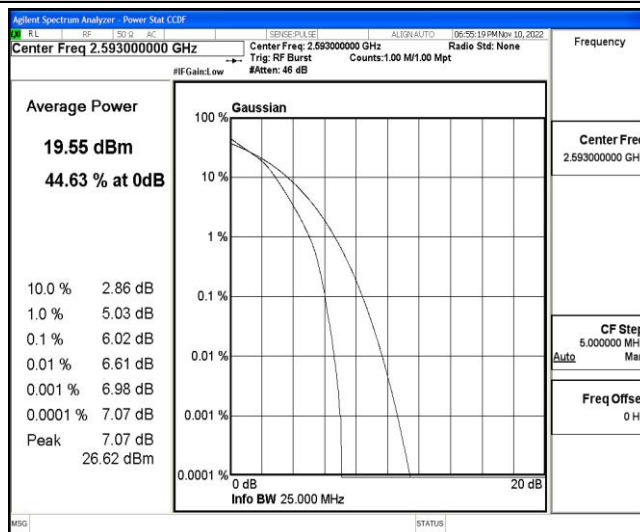 Agilent Spectrum Analyzer - Power Stat CCDF
RL RF 50 Ω AC SENSE:PULSE ALIGN AUTO 06:55:19 PM Nov 10, 2022
Center Freq 2.593000000 GHz
Center Freq: 2.593000000 GHz Radio Std: None
Trig: RF Burst Counts:1.00 M/1.00 Mpt
#IFGain:Low #Atten: 46 dB
Frequency
Average Power
19.55 dBm
44.63 % at 0dB
10.0 % 2.86 dB
1.0 % 5.03 dB
0.1 % 6.02 dB
0.01 % 6.61 dB
0.001 % 6.98 dB
0.0001 % 7.07 dB
Peak 7.07 dB
26.62 dBm
Gaussian
100 %
10 %
1 %
0.1 %
0.01 %
0.001 %
0.0001 %
0 dB 20 dB
Info BW 25.000 MHz
Center Freq
2.593000000 GH
CF Step
5.000000 MH
Auto Man
Freq Offse
0 H
MSG STATUS